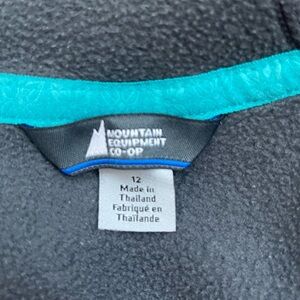 MOUNTAIN
EQUIPMENT
CO-OP
12
Made in
Thailand
Fabriqué en
Thaïlande